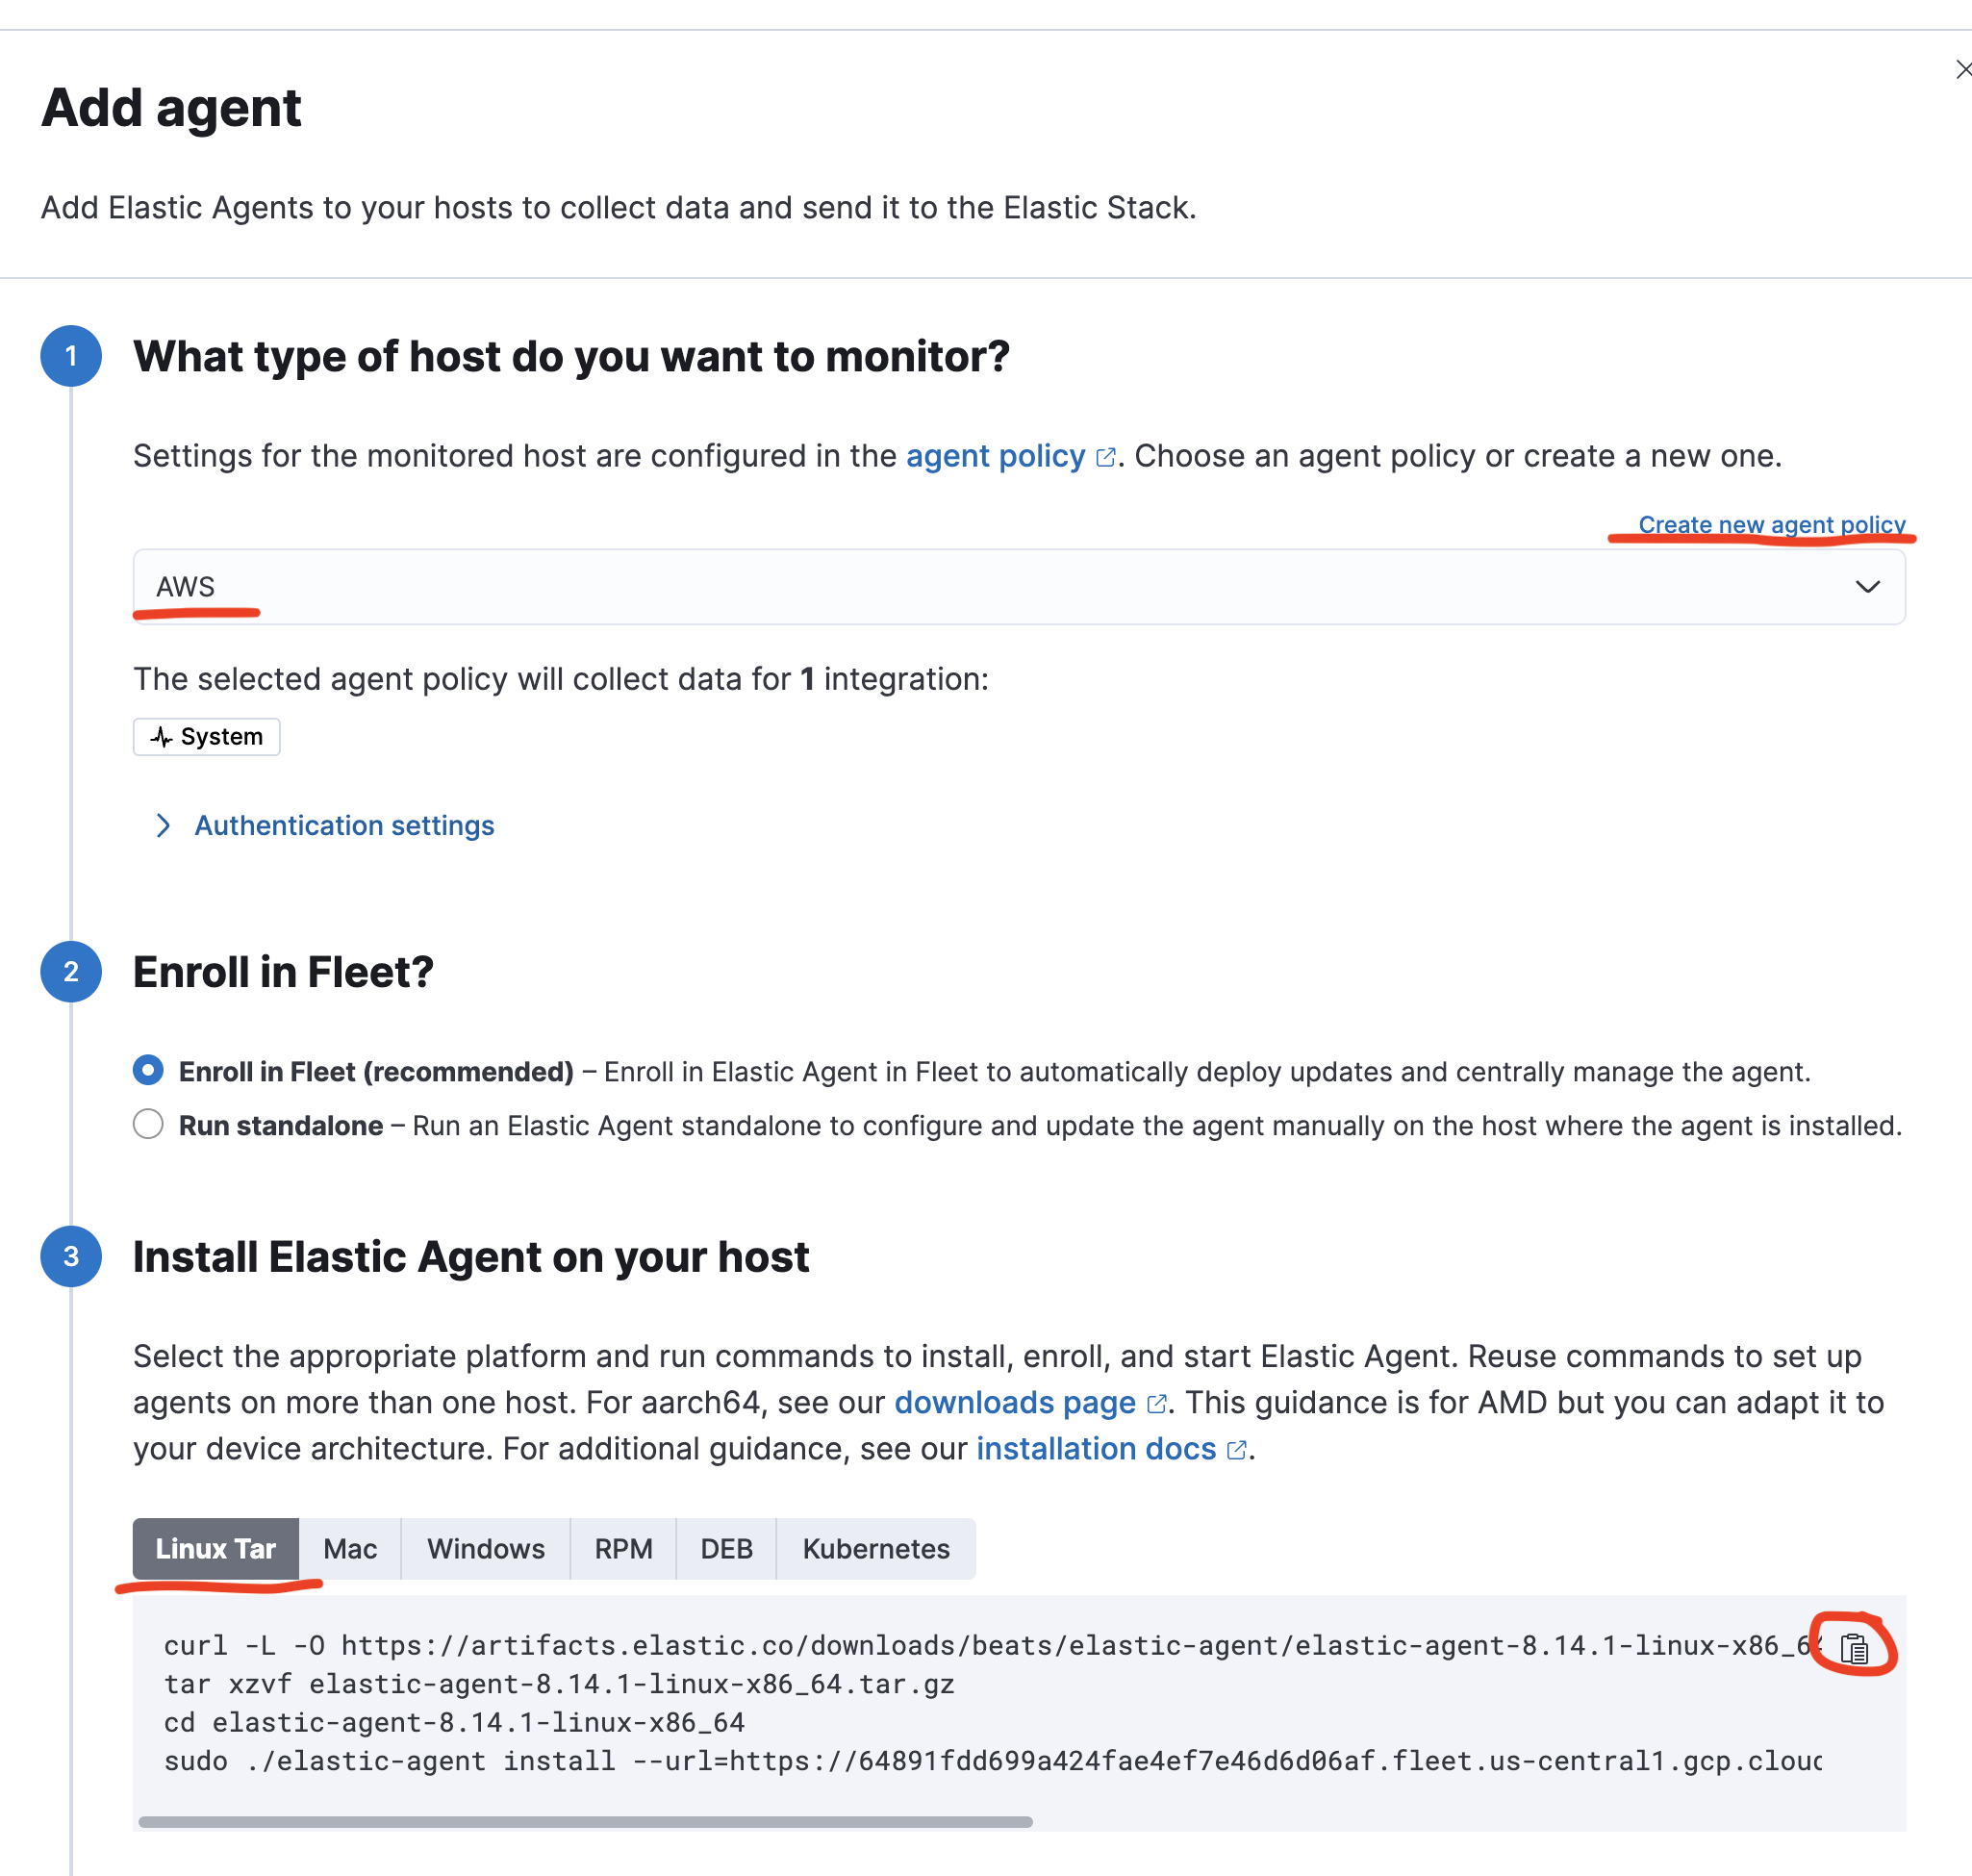 Add agent
Add Elastic Agents to your hosts to collect data and send it to the Elastic Stack.
1
What type of host do you want to monitor?
Settings for the monitored host are configured in the agent policy. Choose an agent policy or create a new one.
Create new agent policy
AWS
The selected agent policy will collect data for 1 integration:
System
Authentication settings
2
Enroll in Fleet?
Enroll in Fleet (recommended) – Enroll in Elastic Agent in Fleet to automatically deploy updates and centrally manage the agent.
Run standalone – Run an Elastic Agent standalone to configure and update the agent manually on the host where the agent is installed.
3
Install Elastic Agent on your host
Select the appropriate platform and run commands to install, enroll, and start Elastic Agent. Reuse commands to set up
agents on more than one host. For aarch64, see our downloads page. This guidance is for AMD but you can adapt it to
your device architecture. For additional guidance, see our installation docs.
Linux Tar Mac Windows RPM DEB Kubernetes
curl -L -O https://artifacts.elastic.co/downloads/beats/elastic-agent/elastic-agent-8.14.1-linux-x86_64
tar xzvf elastic-agent-8.14.1-linux-x86_64.tar.gz
cd elastic-agent-8.14.1-linux-x86_64
sudo ./elastic-agent install --url=https://64891fdd699a424fae4ef7e46d6d06af.fleet.us-central1.gcp.cloud